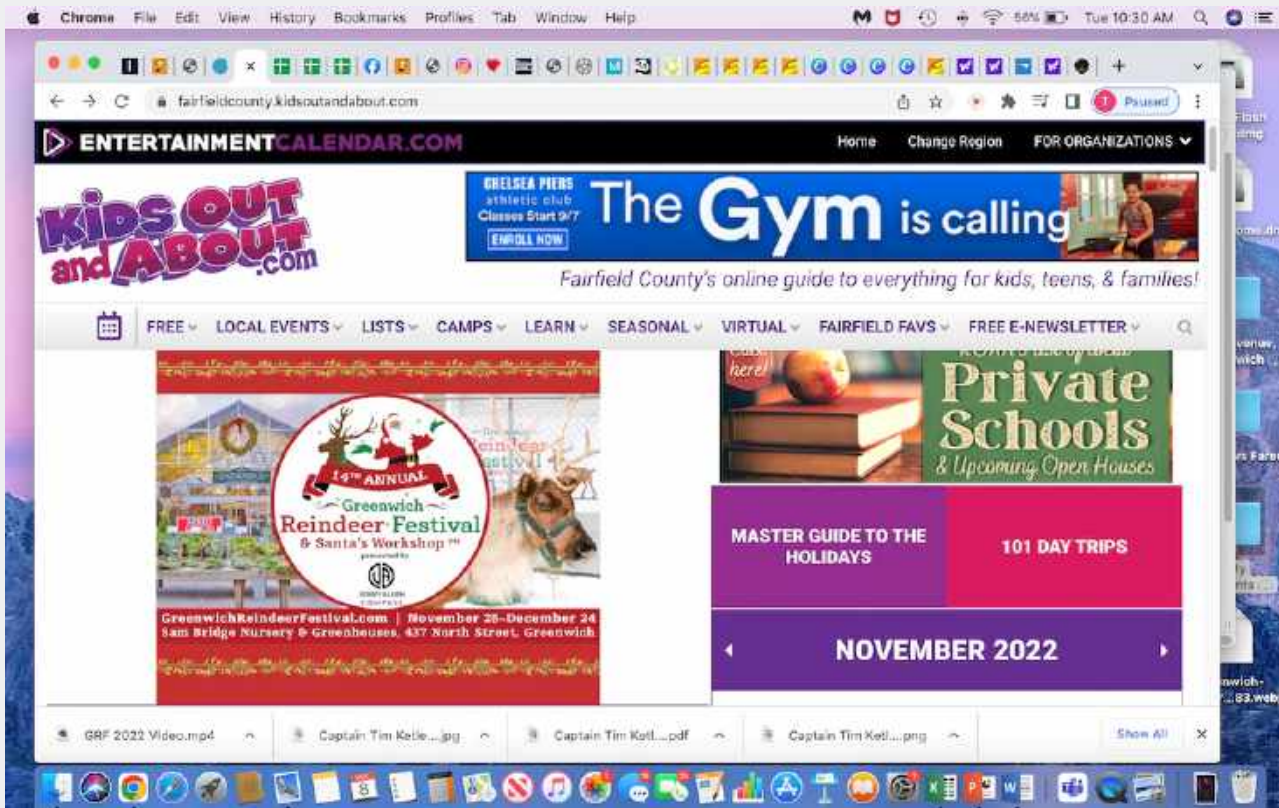 Chrome File Edit View History Bookmarks Profiles Tab Window Help
56% Tue 10:30 AM
fairfieldcounty.kidsoutandabout.com
Paused
ENTERTAINMENTCALENDAR.COM
Home Change Region FOR ORGANIZATIONS
KIDS OUT
and ABOUT
.com
CHELSEA PIERS
athletic club
Classes Start 9/7
ENROLL NOW
The Gym is calling
Fairfield County's online guide to everything for kids, teens, & families!
FREE LOCAL EVENTS LISTS CAMPS LEARN SEASONAL VIRTUAL FAIRFIELD FAVS FREE E-NEWSLETTER
14TH ANNUAL
Greenwich
Reindeer Festival
& Santa's Workshop TM
presented by
GreenwichReindeerFestival.com | November 25-December 24
Sam Bridge Nursery & Greenhouses, 437 North Street, Greenwich
here!
Private
Schools
& Upcoming Open Houses
MASTER GUIDE TO THE
HOLIDAYS
101 DAY TRIPS
NOVEMBER 2022
GRF 2022 Video.mp4
Captain Tim Ketle....jpg
Captain Tim Ketl....pdf
Captain Tim Ketl....png
Show All
8